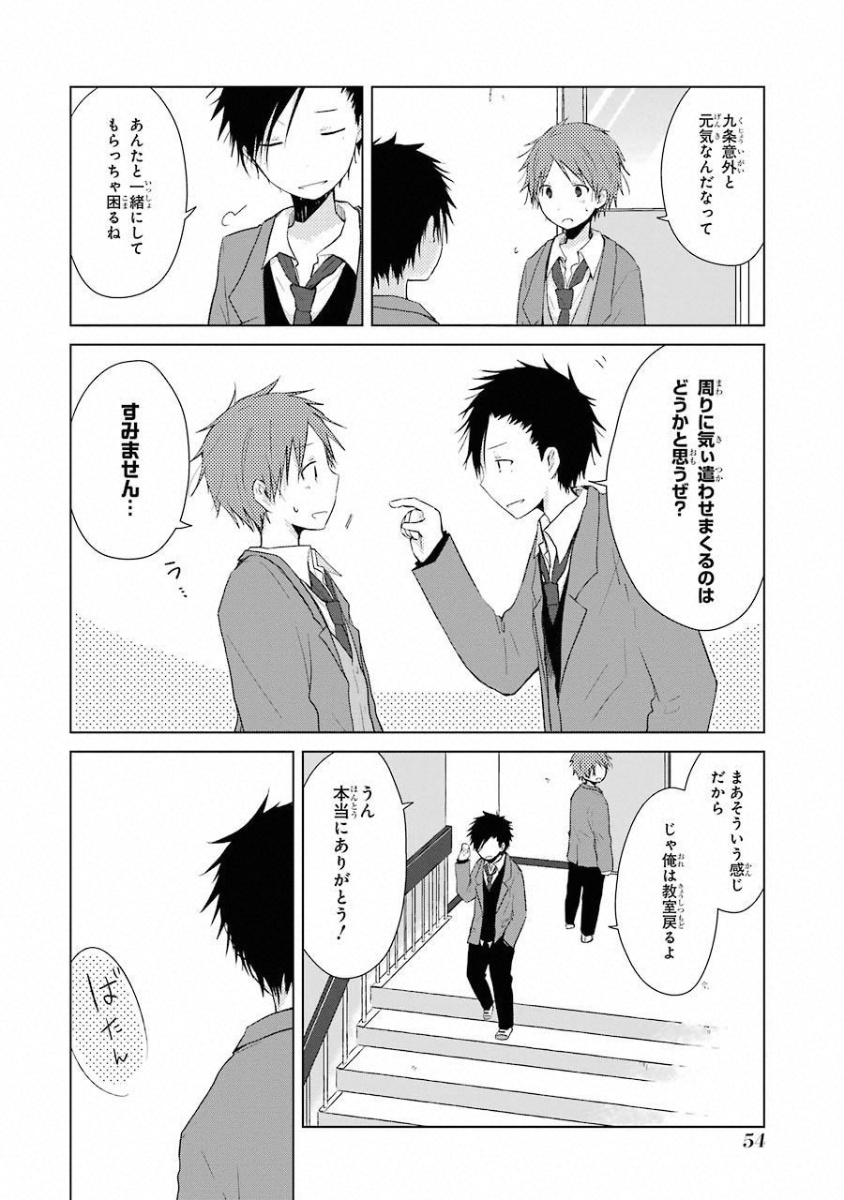 九条意外と
元気なんだなって
あんたと一緒にして
もらっちゃ困るね
周りに気ぃ遣わせまくるのは
どうかと思うぜ?
すみません…
う…
まあそういう感じ
だから
じゃ俺は教室戻るよ
うん
本当にありがとう!
ばたん
54